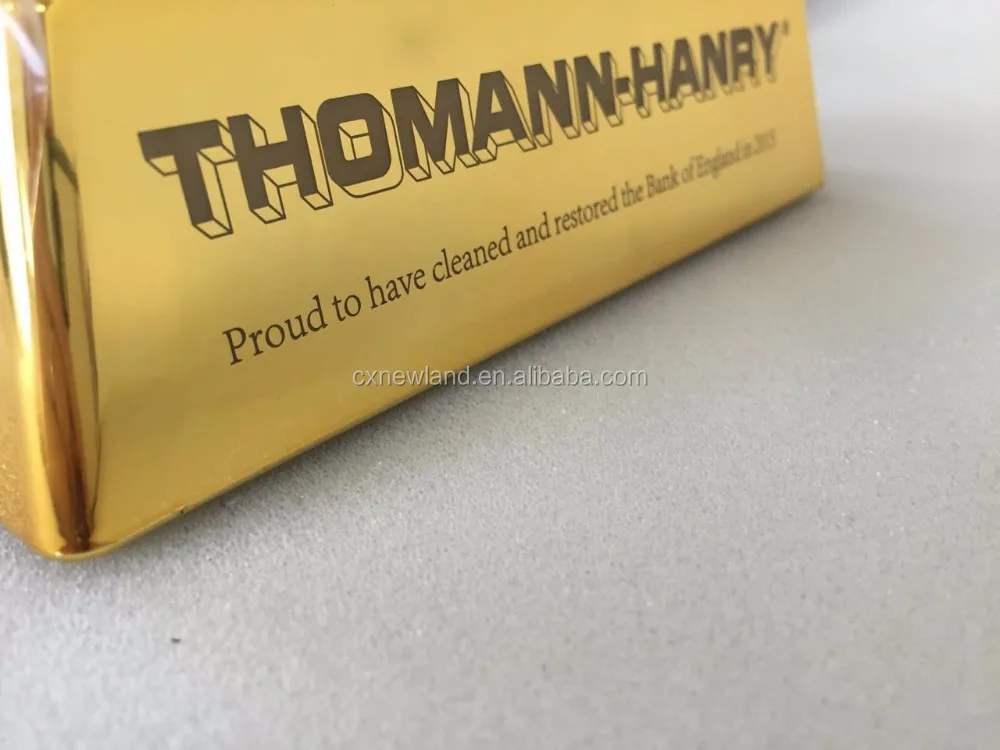 THOMANN-HANRY®
Proud to have cleaned and restored the Bank of England in 2015
cxnewland.en.alibaba.com